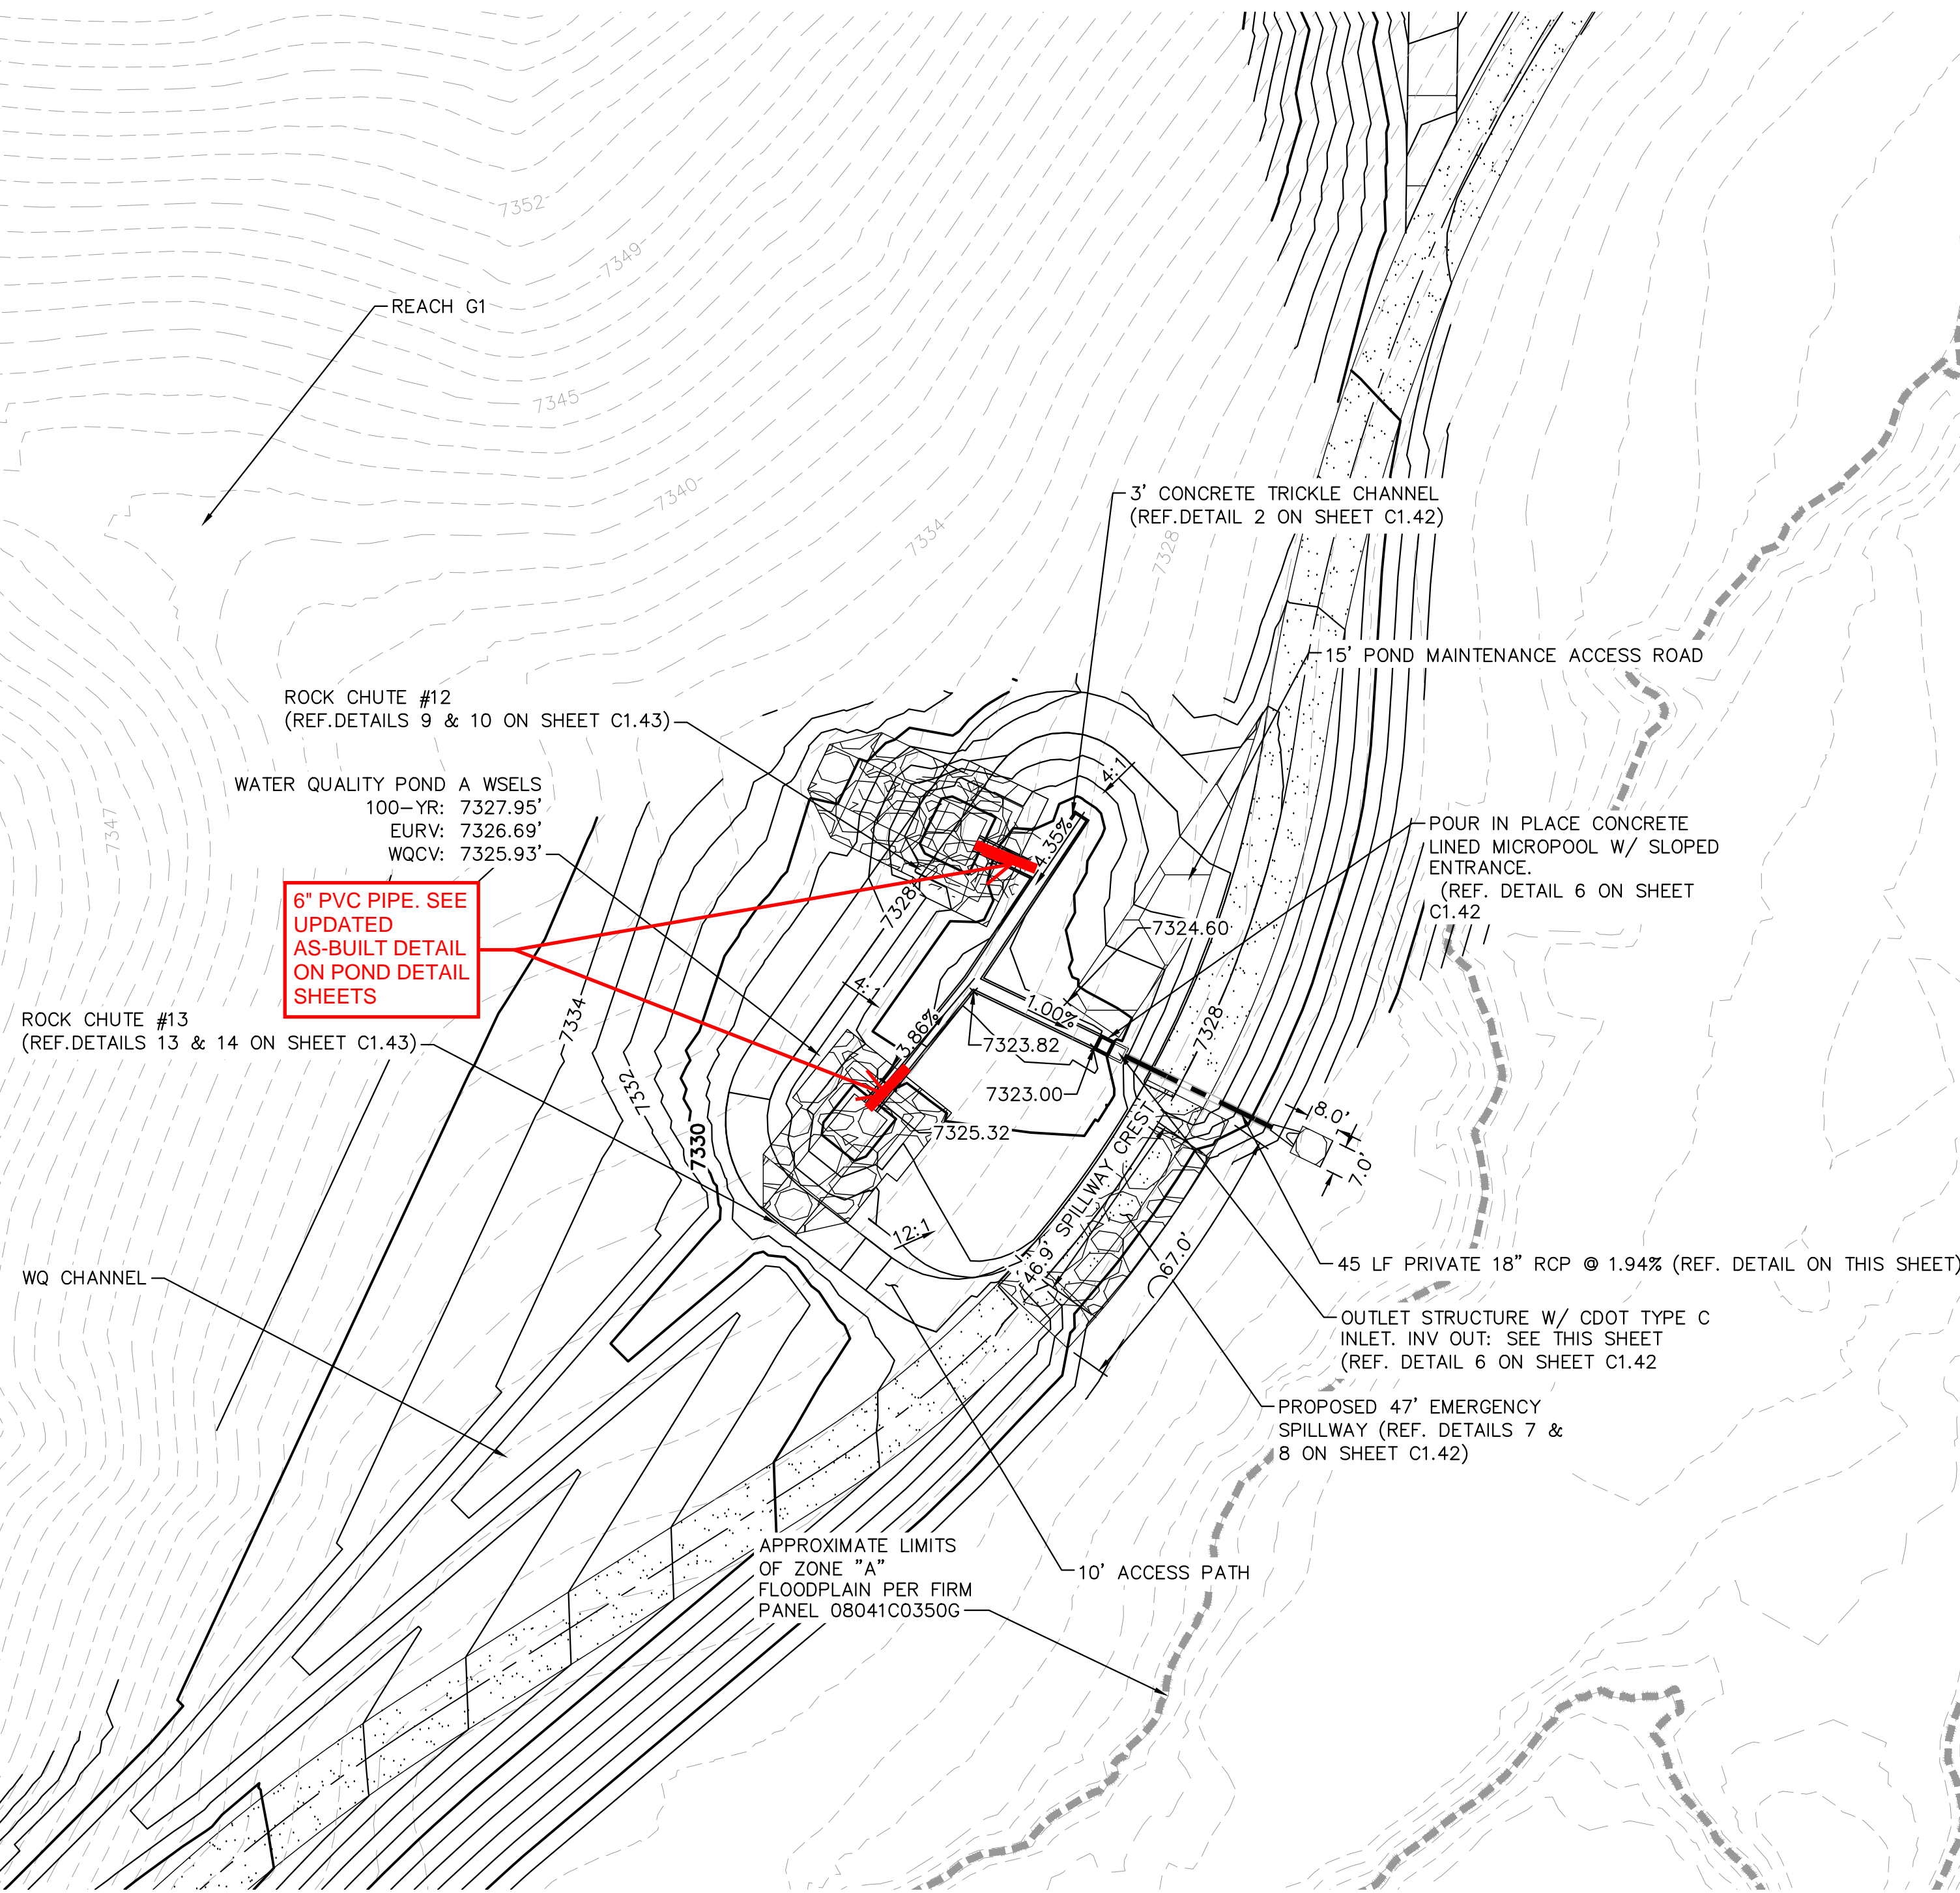 7352
7349
REACH G1
7345
7340
3' CONCRETE TRICKLE CHANNEL
(REF.DETAIL 2 ON SHEET C1.42)
7334
7328
15' POND MAINTENANCE ACCESS ROAD
ROCK CHUTE #12
(REF.DETAILS 9 & 10 ON SHEET C1.43)
WATER QUALITY POND A WSELS
100-YR: 7327.95'
EURV: 7326.69'
WQCV: 7325.93'
7347
4:1
4.35%
POUR IN PLACE CONCRETE
LINED MICROPOOL W/ SLOPED
ENTRANCE.
(REF. DETAIL 6 ON SHEET
C1.42
6" PVC PIPE. SEE
UPDATED
AS-BUILT DETAIL
ON POND DETAIL
SHEETS
7328
7324.60
4:1
1.00%
3.86%
7334
7323.82
7328
ROCK CHUTE #13
(REF.DETAILS 13 & 14 ON SHEET C1.43)
7332
7323.00
7330
7325.32
8.0'
7.0'
12:1
46.9' SPILLWAY CREST
67.0'
WQ CHANNEL
45 LF PRIVATE 18" RCP @ 1.94% (REF. DETAIL ON THIS SHEET)
OUTLET STRUCTURE W/ CDOT TYPE C
INLET. INV OUT: SEE THIS SHEET
(REF. DETAIL 6 ON SHEET C1.42
PROPOSED 47' EMERGENCY
SPILLWAY (REF. DETAILS 7 &
8 ON SHEET C1.42)
APPROXIMATE LIMITS
OF ZONE "A"
FLOODPLAIN PER FIRM
PANEL 08041C0350G
10' ACCESS PATH